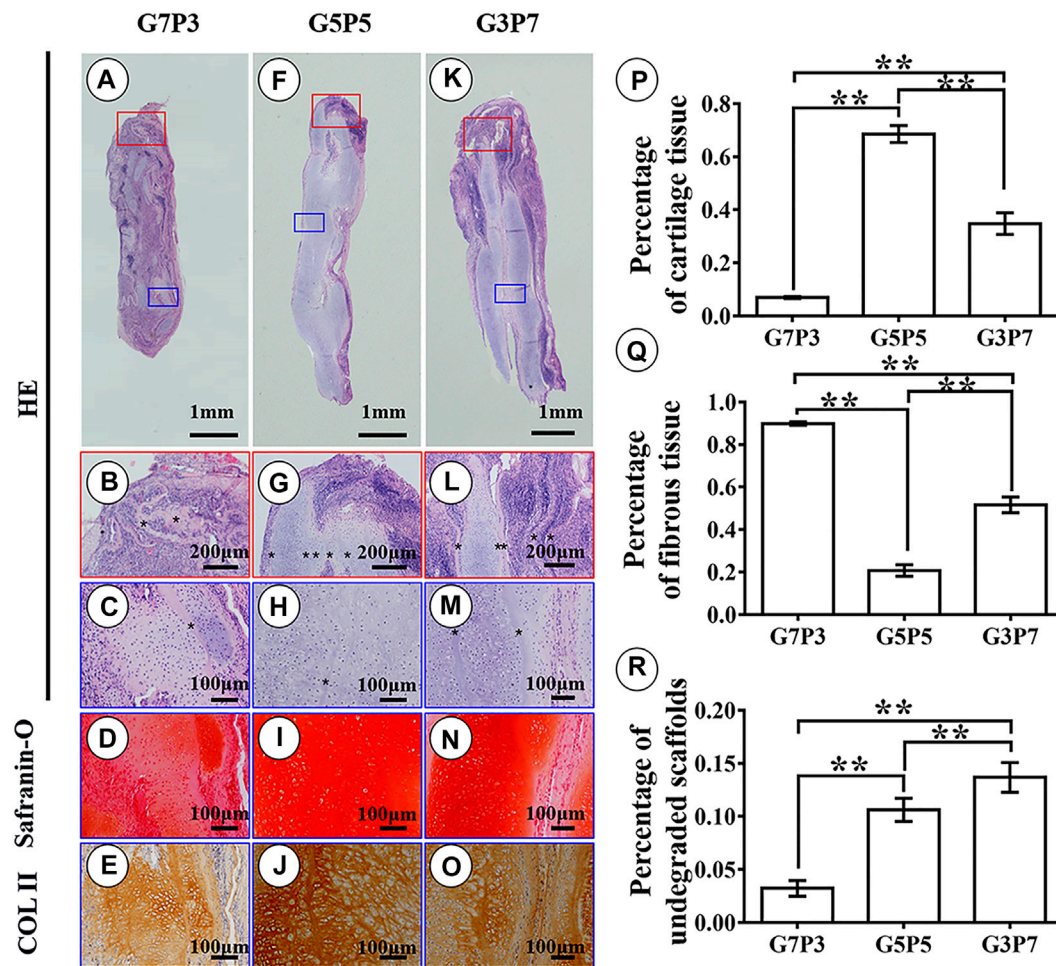 G7P3 G5P5 G3P7
HE
A
1mm
F
1mm
K
1mm
B
* * *
200μm
G
* * * * *
200μm
L
* * * * *
200μm
C
*
100μm
H
*
100μm
M
* *
100μm
Safranin-O
D
100μm
I
100μm
N
100μm
COL II
E
100μm
J
100μm
O
100μm
P
Percentage
of cartilage tissue
0.8
0.6
0.4
0.2
0.0
**
** **
G7P3 G5P5 G3P7
Q
Percentage
of fibrous tissue
1.0
0.8
0.6
0.4
0.2
0.0
**
** **
G7P3 G5P5 G3P7
R
Percentage of
undegraded scaffolds
0.20
0.15
0.10
0.05
0.00
**
** **
G7P3 G5P5 G3P7